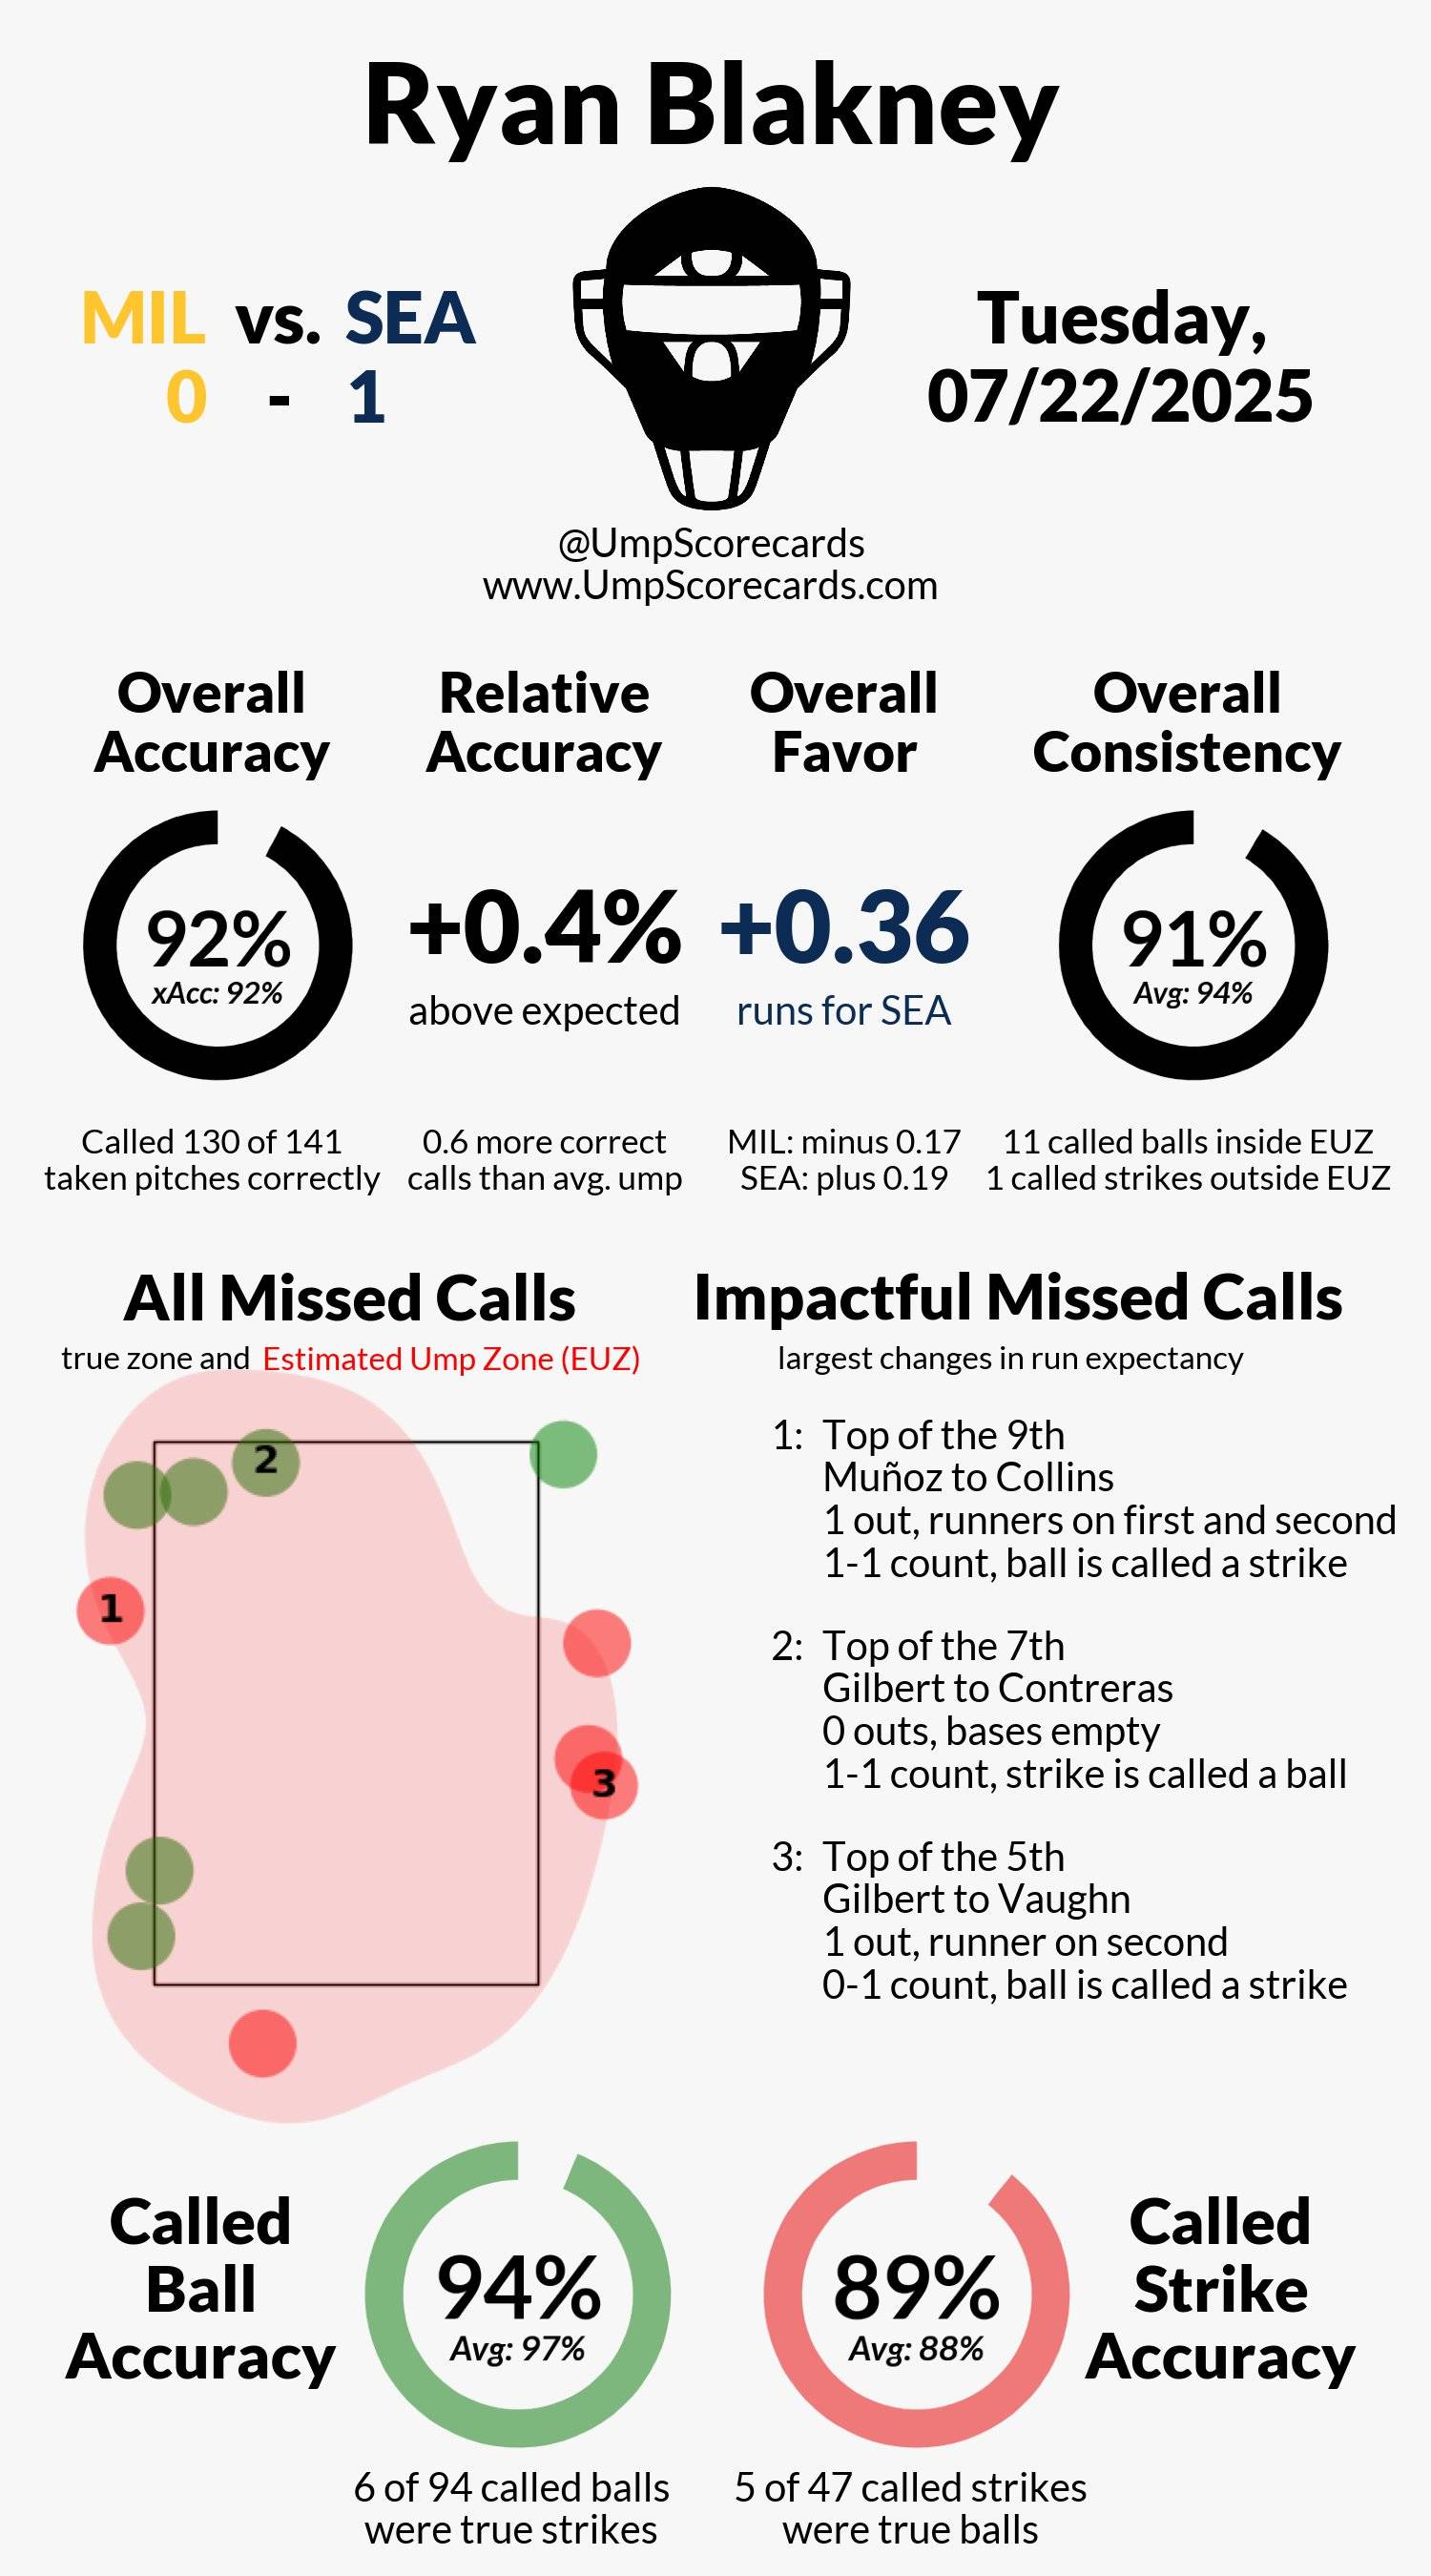 Ryan Blakney
MIL vs. SEA
0 - 1
Tuesday,
07/22/2025
@UmpScorecards
www.UmpScorecards.com
Overall
Accuracy
92%
xAcc: 92%
Called 130 of 141
taken pitches correctly
Relative
Accuracy
+0.4%
above expected
0.6 more correct
calls than avg. ump
Overall
Favor
+0.36
runs for SEA
MIL: minus 0.17
SEA: plus 0.19
Overall
Consistency
91%
Avg: 94%
11 called balls inside EUZ
1 called strikes outside EUZ
All Missed Calls
true zone and Estimated Ump Zone (EUZ)
2
1
3
Impactful Missed Calls
largest changes in run expectancy
1: Top of the 9th
Muñoz to Collins
1 out, runners on first and second
1-1 count, ball is called a strike
2: Top of the 7th
Gilbert to Contreras
0 outs, bases empty
1-1 count, strike is called a ball
3: Top of the 5th
Gilbert to Vaughn
1 out, runner on second
0-1 count, ball is called a strike
Called
Ball
Accuracy
94%
Avg: 97%
6 of 94 called balls
were true strikes
89%
Avg: 88%
5 of 47 called strikes
were true balls
Called
Strike
Accuracy